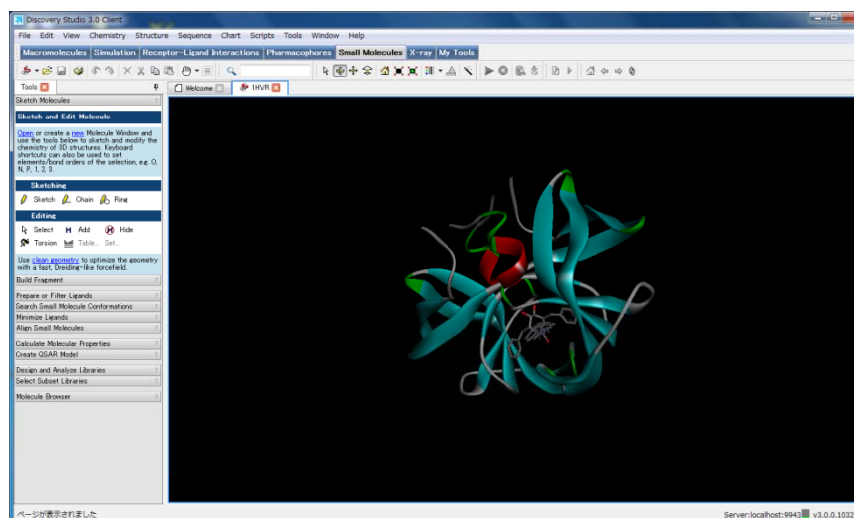 Discovery Studio 3.0 Client
File Edit View Chemistry Structure Sequence Chart Scripts Tools Window Help
Macromolecules Simulation Receptor-Ligand Interactions Pharmacophores Small Molecules X-ray My Tools
Tools
Welcome
1HVR
Sketch Molecules
Sketch and Edit Molecule
Open or create a new Molecule Window and
use the tools below to sketch and modify the
chemistry of 3D structures. Keyboard
shortcuts can also be used to set
elements/bond orders of the selection, e.g. O,
N, P, 1, 2, 3.
Sketching
Sketch Chain Ring
Editing
Select H Add H Hide
Torsion Table... Set...
Use clean geometry to optimize the geometry
with a fast, Dreiding-like forcefield.
Build Fragment
Prepare or Filter Ligands
Search Small Molecule Conformations
Minimize Ligands
Align Small Molecules
Calculate Molecular Properties
Create QSAR Model
Design and Analyze Libraries
Select Subset Libraries
Molecule Browser
ページが表示されました
Server:localhost:9943 v3.0.0.1032